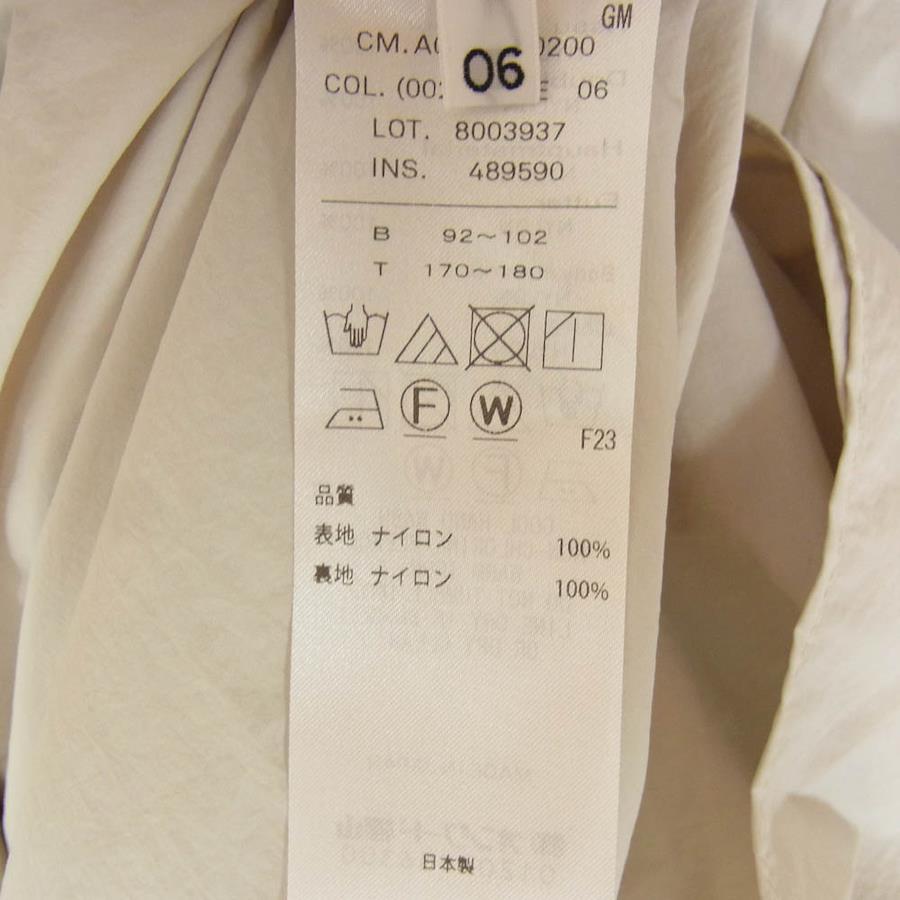 GM
CM. 0200
06
COL. 06
LOT. 8003937
INS. 489590
B 92~102
T 170~180
F W
F23
品質
表地 ナイロン 100%
裏地 ナイロン 100%
日本製